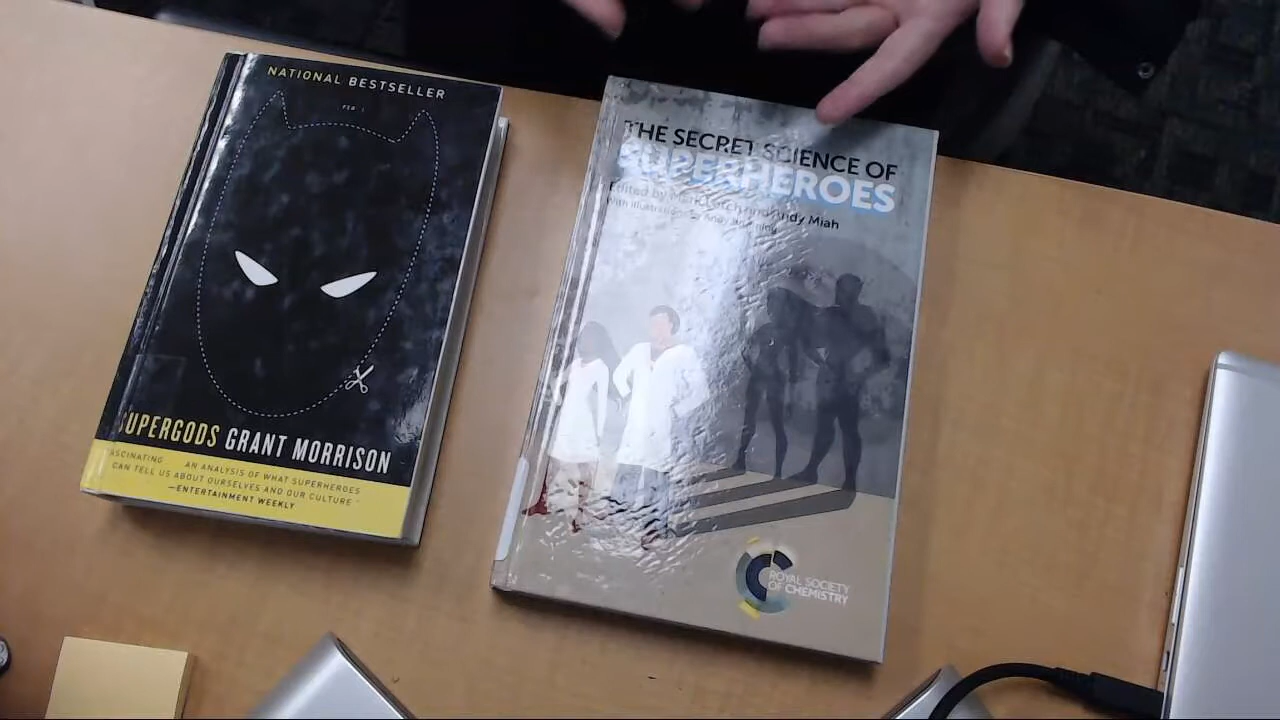 NATIONAL BESTSELLER
SUPERGODS GRANT MORRISON
ASCINATING AN ANALYSIS OF WHAT SUPERHEROES
CAN TELL US ABOUT OURSELVES AND OUR CULTURE"
—ENTERTAINMENT WEEKLY
THE SECRET SCIENCE OF
SUPERHEROES
Edited by Mark Lorch and Andy Miah
With illustrations by Andy
ROYAL SOCIETY
OF CHEMISTRY